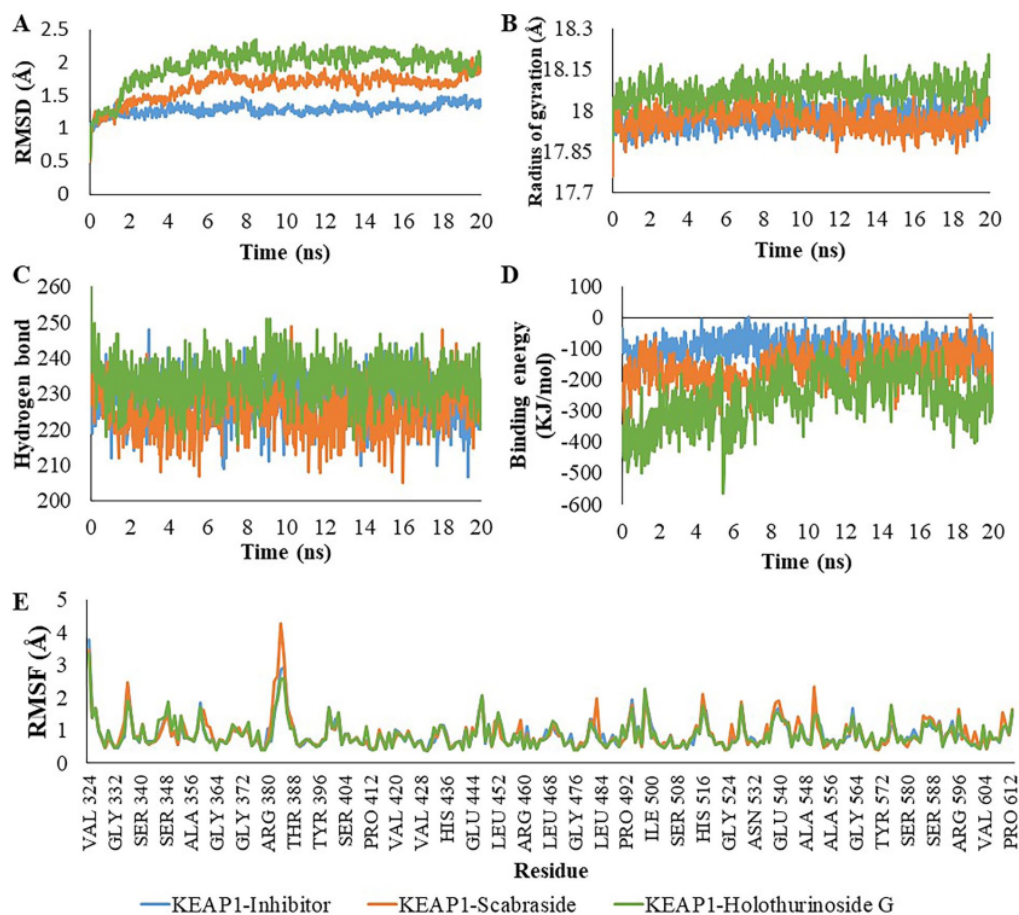 A
RMSD (Å)
2.5
2
1.5
1
0.5
0
0 2 4 6 8 10 12 14 16 18 20
Time (ns)
B
Radius of gyration (Å)
18.3
18.15
18
17.85
17.7
0 2 4 6 8 10 12 14 16 18 20
Time (ns)
C
Hydrogen bond
260
250
240
230
220
210
200
0 2 4 6 8 10 12 14 16 18 20
Time (ns)
D
Binding energy
(KJ/mol)
100
0
-100
-200
-300
-400
-500
-600
0 2 4 6 8 10 12 14 16 18 20
Time (ns)
E
RMSF (Å)
5
4
3
2
1
0
VAL 324
GLY 332
SER 340
SER 348
ALA 356
GLY 364
GLY 372
ARG 380
THR 388
TYR 396
SER 404
PRO 412
VAL 420
VAL 428
HIS 436
GLU 444
LEU 452
ARG 460
LEU 468
GLY 476
LEU 484
PRO 492
ILE 500
SER 508
HIS 516
GLY 524
ASN 532
GLU 540
ALA 548
ALA 556
GLY 564
TYR 572
SER 580
SER 588
ARG 596
VAL 604
PRO 612
Residue
KEAP1-Inhibitor KEAP1-Scabraside KEAP1-Holothurinoside G